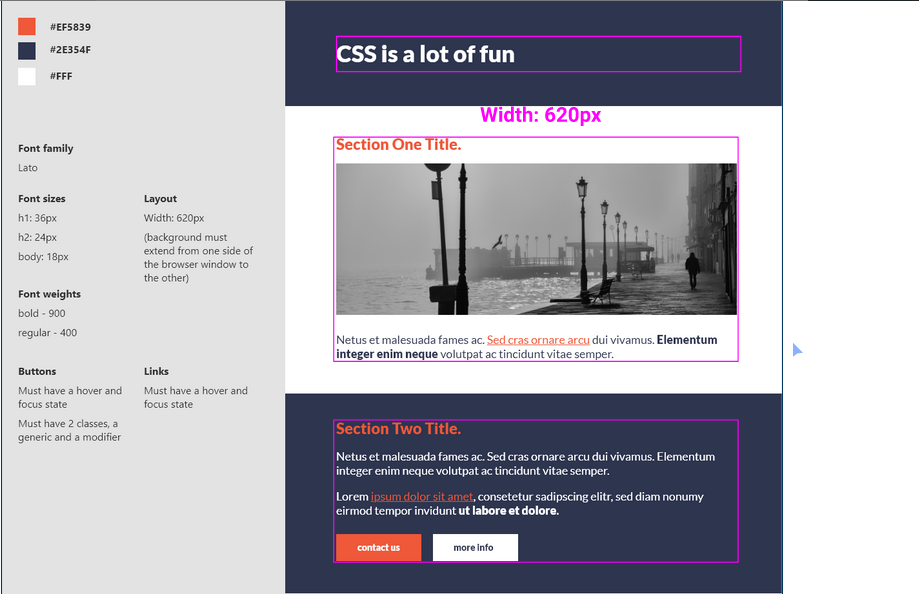 #EF5839
#2E354F
#FFF
Font family
Lato
Font sizes
h1: 36px
h2: 24px
body: 18px
Layout
Width: 620px
(background must
extend from one side of
the browser window to
the other)
Font weights
bold - 900
regular - 400
Buttons
Must have a hover and
focus state
Must have 2 classes, a
generic and a modifier
Links
Must have a hover and
focus state
CSS is a lot of fun
Width: 620px
Section One Title.
Netus et malesuada fames ac. Sed cras ornare arcu dui vivamus. Elementum
integer enim neque volutpat ac tincidunt vitae semper.
Section Two Title.
Netus et malesuada fames ac. Sed cras ornare arcu dui vivamus. Elementum
integer enim neque volutpat ac tincidunt vitae semper.
Lorem ipsum dolor sit amet, consetetur sadipscing elitr, sed diam nonumy
eirmod tempor invidunt ut labore et dolore.
contact us
more info